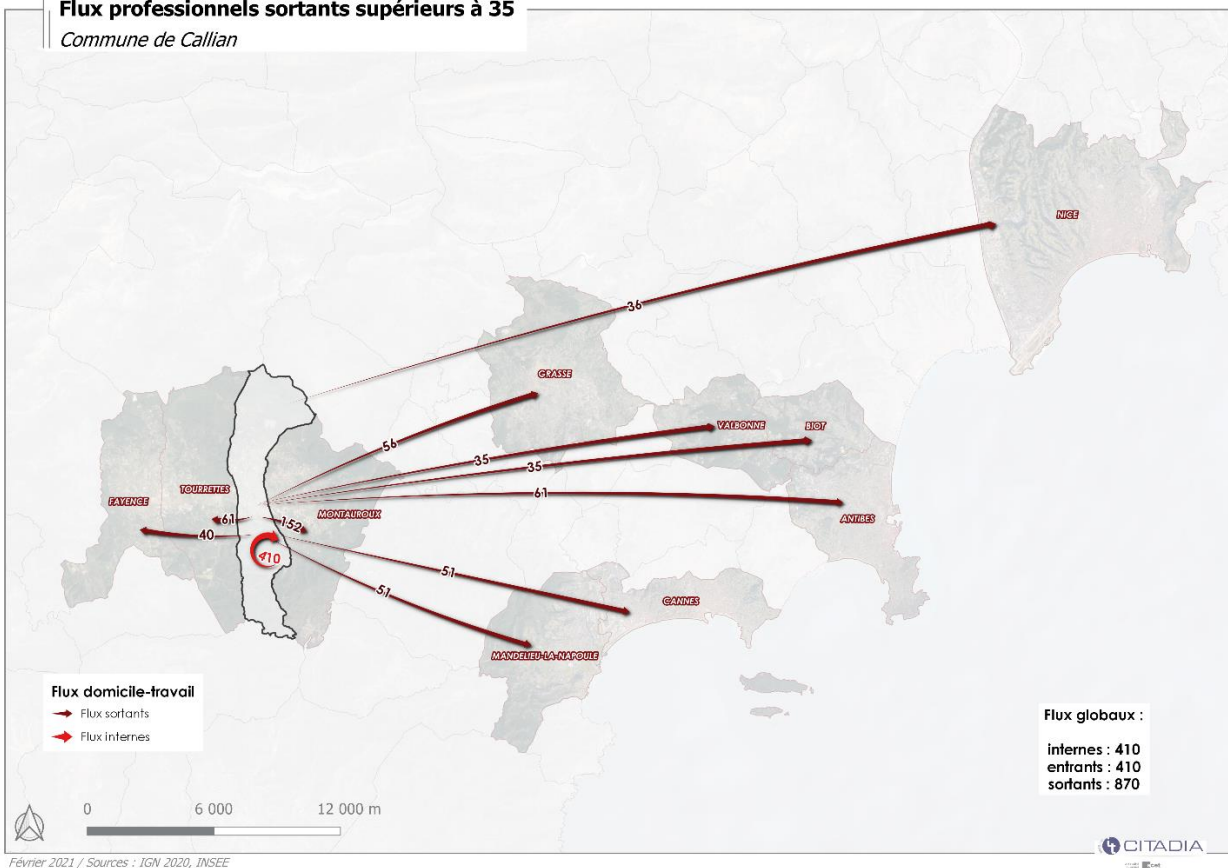 Flux professionnels sortants supérieurs à 35
Commune de Callian
NICE
36
GRASSE
56
VALBONNE
BIOT
35
35
61
ANTIBES
FAYENCE
TOURRETTES
MONTAUROUX
61
152
40
410
51
51
CANNES
MANDELIEU-LA-NAPOULE
Flux domicile-travail
Flux sortants
Flux internes
Flux globaux :
internes : 410
entrants : 410
sortants : 870
0 6 000 12 000 m
CITADIA
Février 2021 / Sources : IGN 2020, INSEE